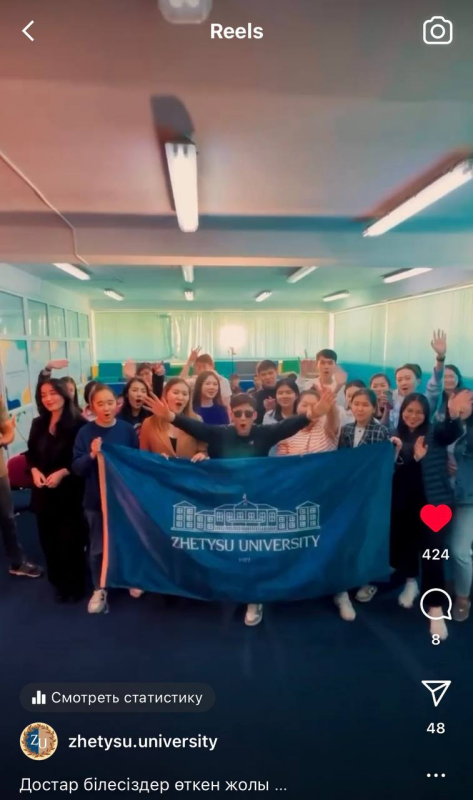 Reels
ZHETYSU UNIVERSITY
424
8
48
Смотреть статистику
zhetysu.university
Достар білесіздер өткен жолы ...